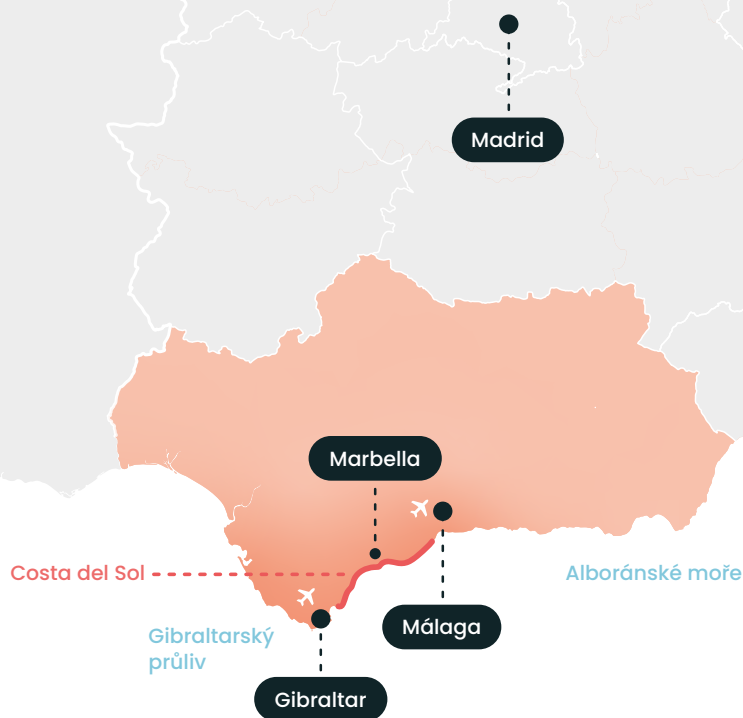 Madrid
Marbella
Costa del Sol
Alboránské moře
Málaga
Gibraltarský
průliv
Gibraltar